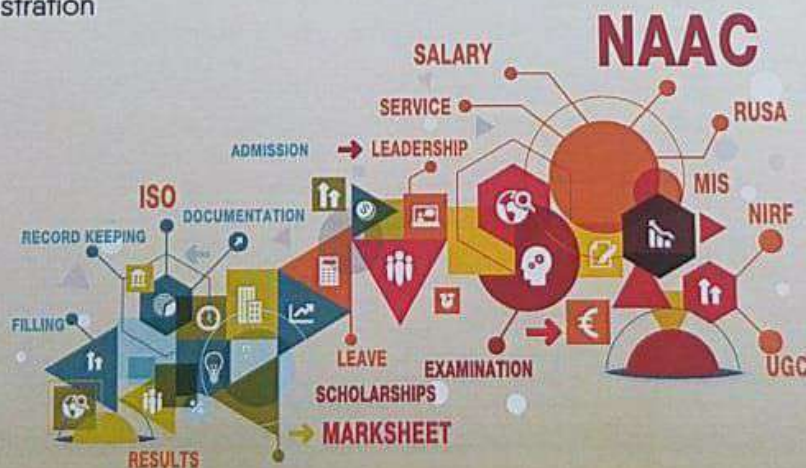 stration
NAAC
SALARY
SERVICE
RUSA
ADMISSION
LEADERSHIP
MIS
ISO
DOCUMENTATION
NIRF
RECORD KEEPING
FILLING
LEAVE
EXAMINATION
UGC
SCHOLARSHIPS
MARKSHEET
RESULTS